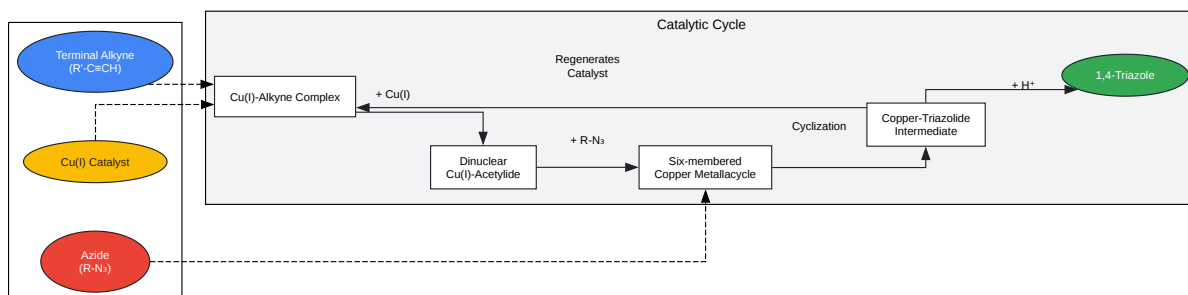 Catalytic Cycle
Terminal Alkyne
(R'-C≡CH)
Regenerates
Catalyst
1,4-Triazole
+ H⁺
Cu(I)-Alkyne Complex
+ Cu(I)
Copper-Triazolide
Intermediate
Cyclization
+ R-N₃
Cu(I) Catalyst
Dinuclear
Cu(I)-Acetylide
Six-membered
Copper Metallacycle
Azide
(R-N₃)